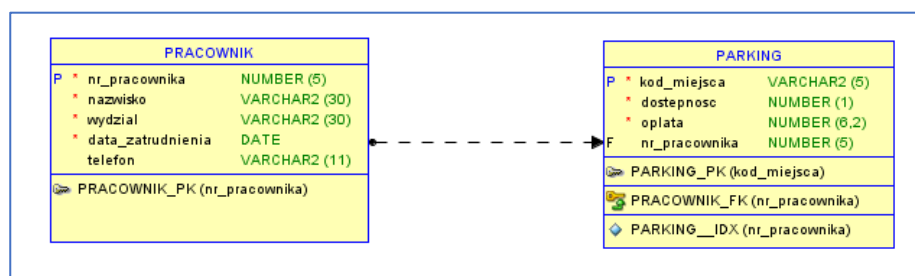 PRACOWNIK
P * nr_pracownika NUMBER (5)
* nazwisko VARCHAR2 (30)
* wydzial VARCHAR2 (30)
* data_zatrudnienia DATE
telefon VARCHAR2 (11)
PRACOWNIK_PK (nr_pracownika)
PARKING
P * kod_miejsca VARCHAR2 (5)
* dostepnosc NUMBER (1)
* oplata NUMBER (6,2)
F nr_pracownika NUMBER (5)
PARKING_PK (kod_miejsca)
PRACOWNIK_FK (nr_pracownika)
PARKING__IDX (nr_pracownika)